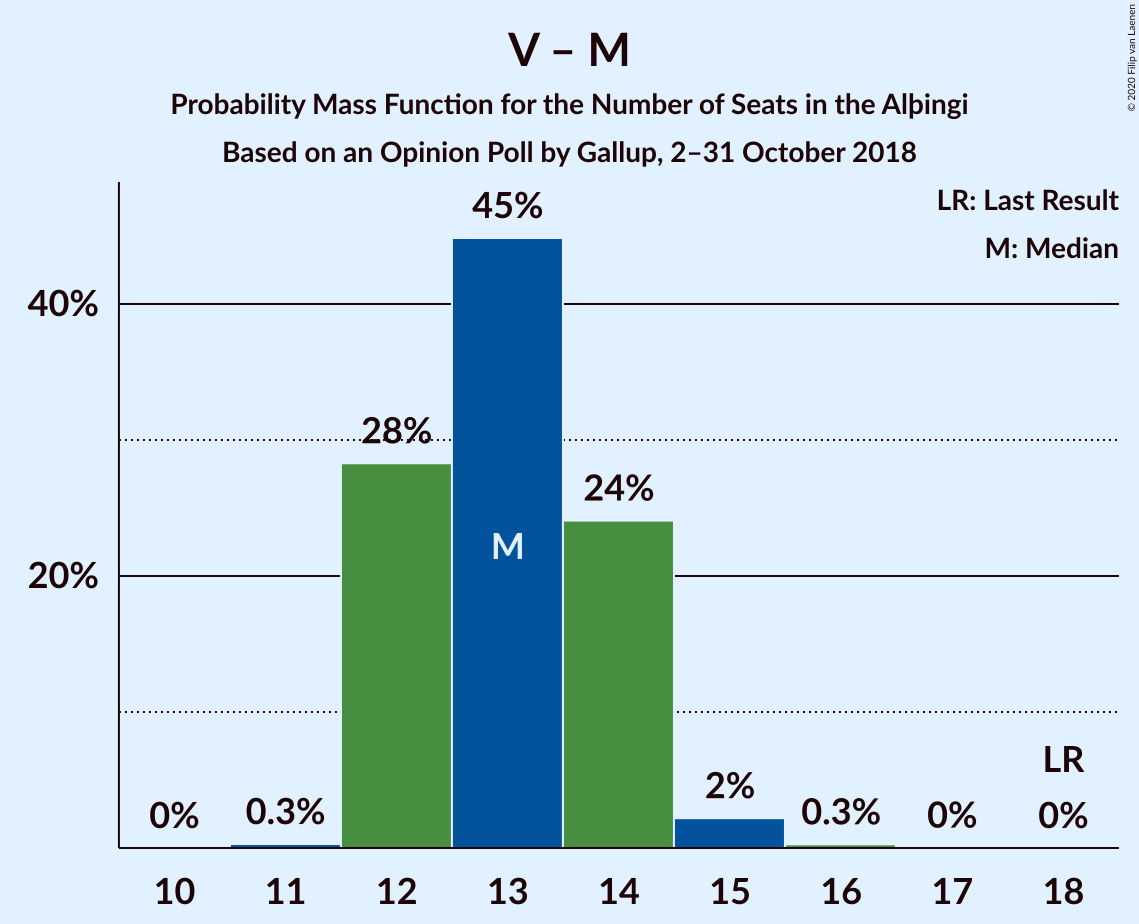 V – M
Probability Mass Function for the Number of Seats in the Alþingi
Based on an Opinion Poll by Gallup, 2–31 October 2018
© 2020 Filip van Laenen
LR: Last Result
M: Median
45%
40%
28%
24%
M
20%
LR
2%
0%
0.3%
0.3%
0%
0%
10
11
12
13
14
15
16
17
18